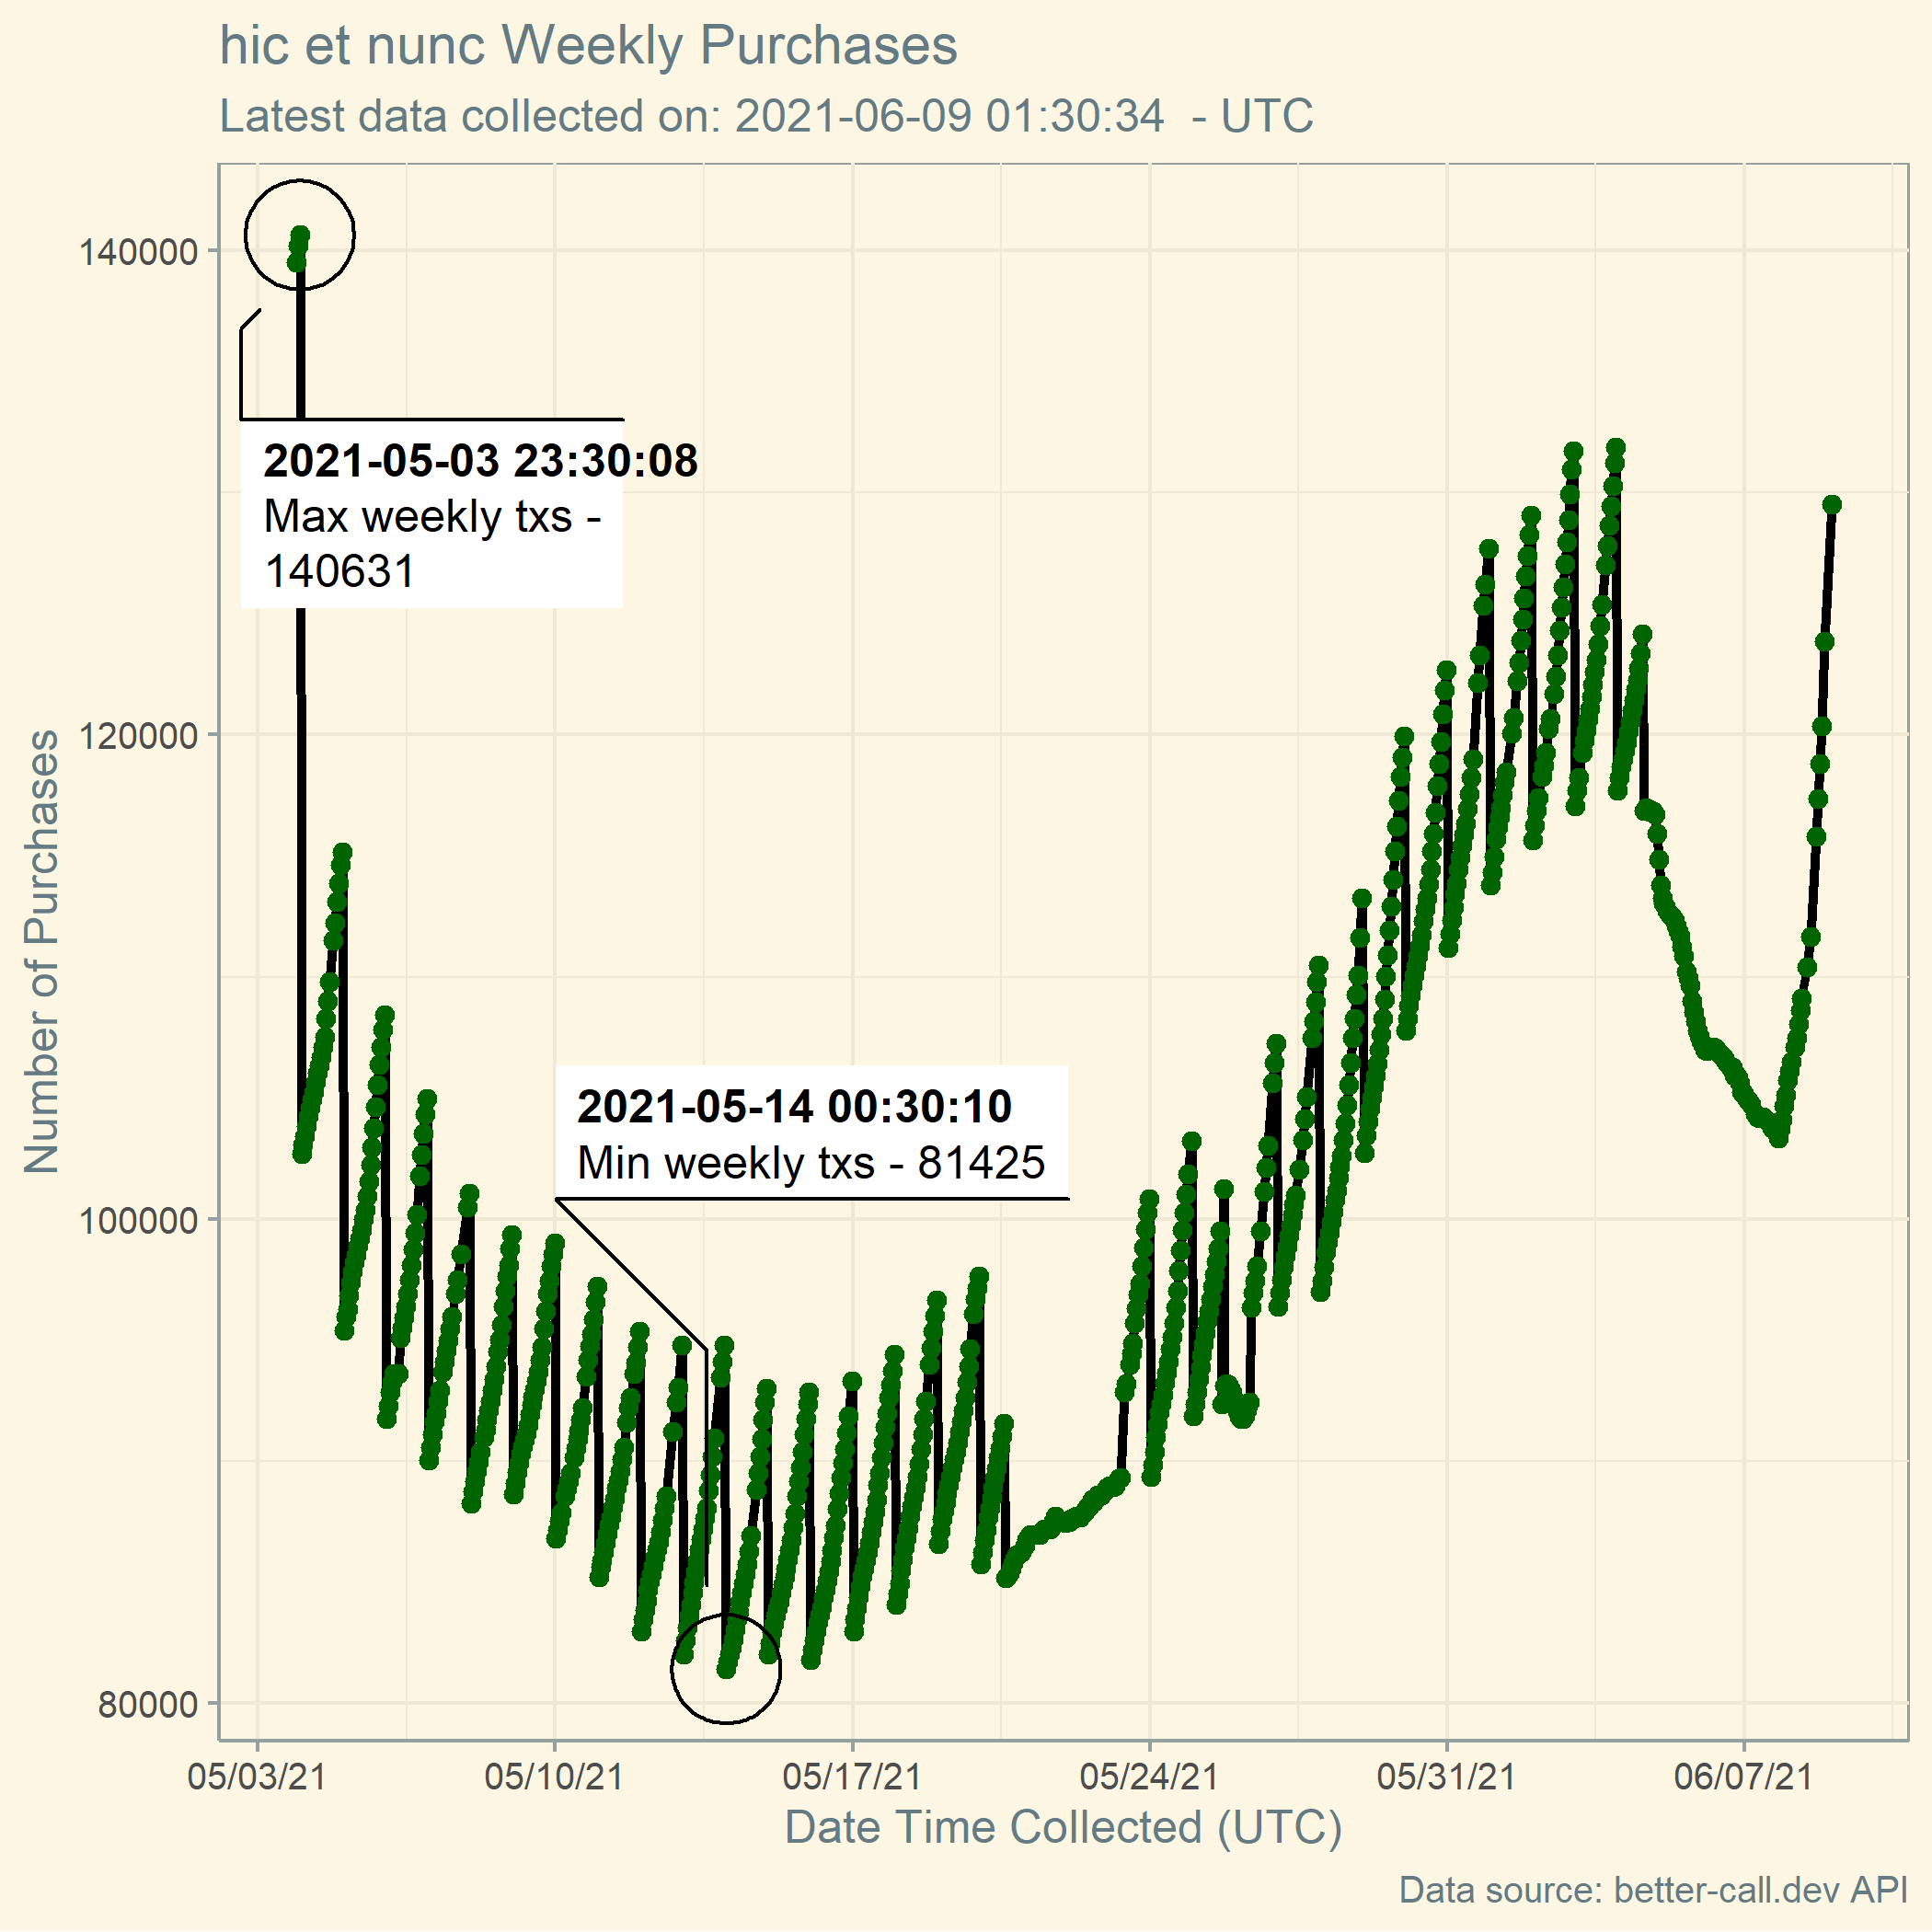 hic et nunc Weekly Purchases
Latest data collected on: 2021-06-09 01:30:34  - UTC
140000
120000
100000
80000
Number of Purchases
2021-05-03 23:30:08
Max weekly txs -
140631
2021-05-14 00:30:10
Min weekly txs - 81425
05/03/21 05/10/21 05/17/21 05/24/21 05/31/21 06/07/21
Date Time Collected (UTC)
Data source: better-call.dev API